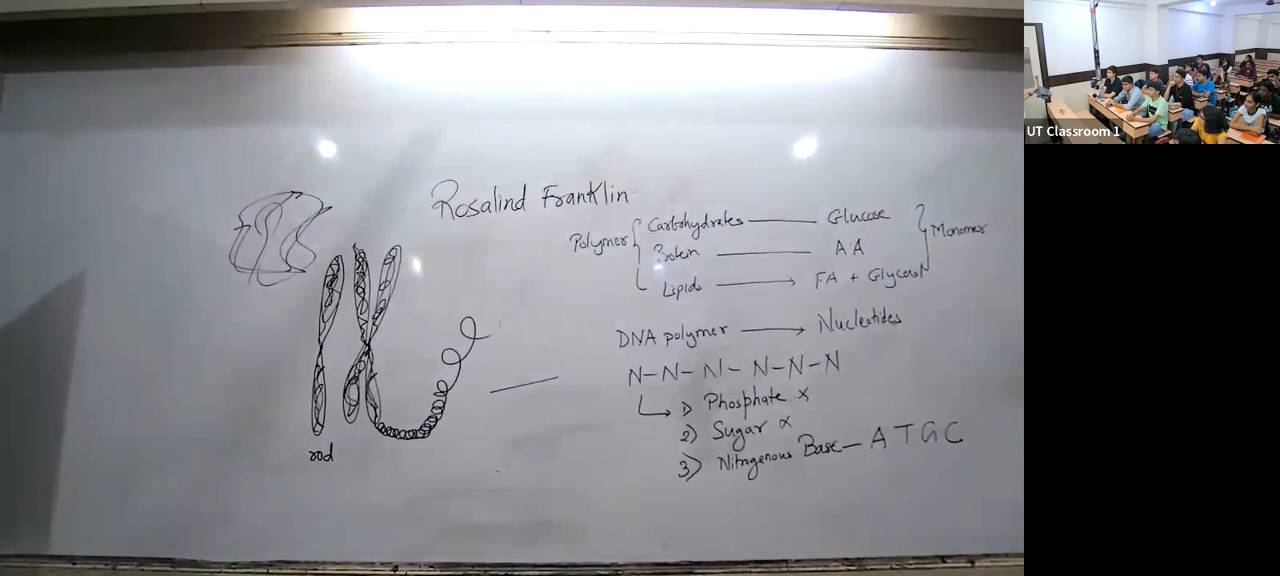 Rosalind Franklin
Polymer { Carbohydrates — Glucose } Monomer
Protein — AA
Lipids → FA + Glycerol
DNA polymer → Nucleotides
N-N-N-N-N-N
1) Phosphate x
2) Sugar x
3) Nitrogenous Base — A T G C
rod
UT Classroom 1